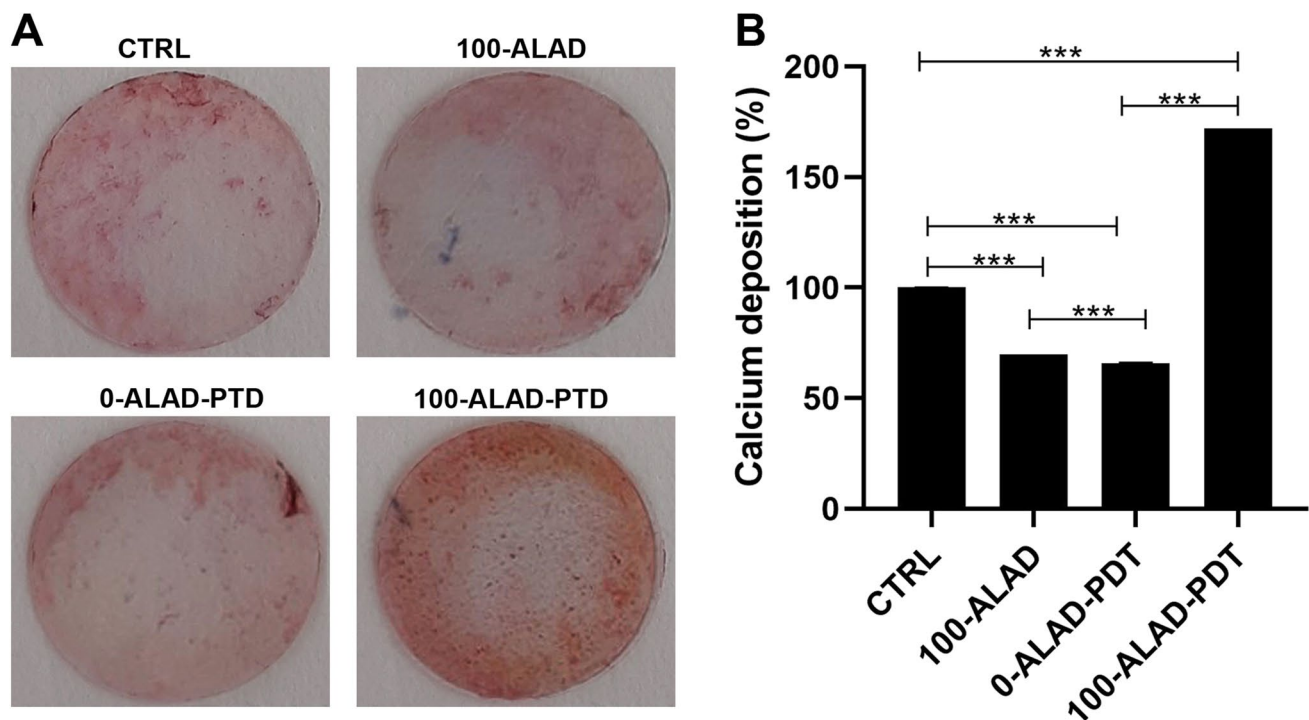 A
CTRL
100-ALAD
0-ALAD-PTD
100-ALAD-PTD
B
Calcium deposition (%)
200
150
100
50
0
***
***
***
***
***
CTRL
100-ALAD
0-ALAD-PDT
100-ALAD-PDT